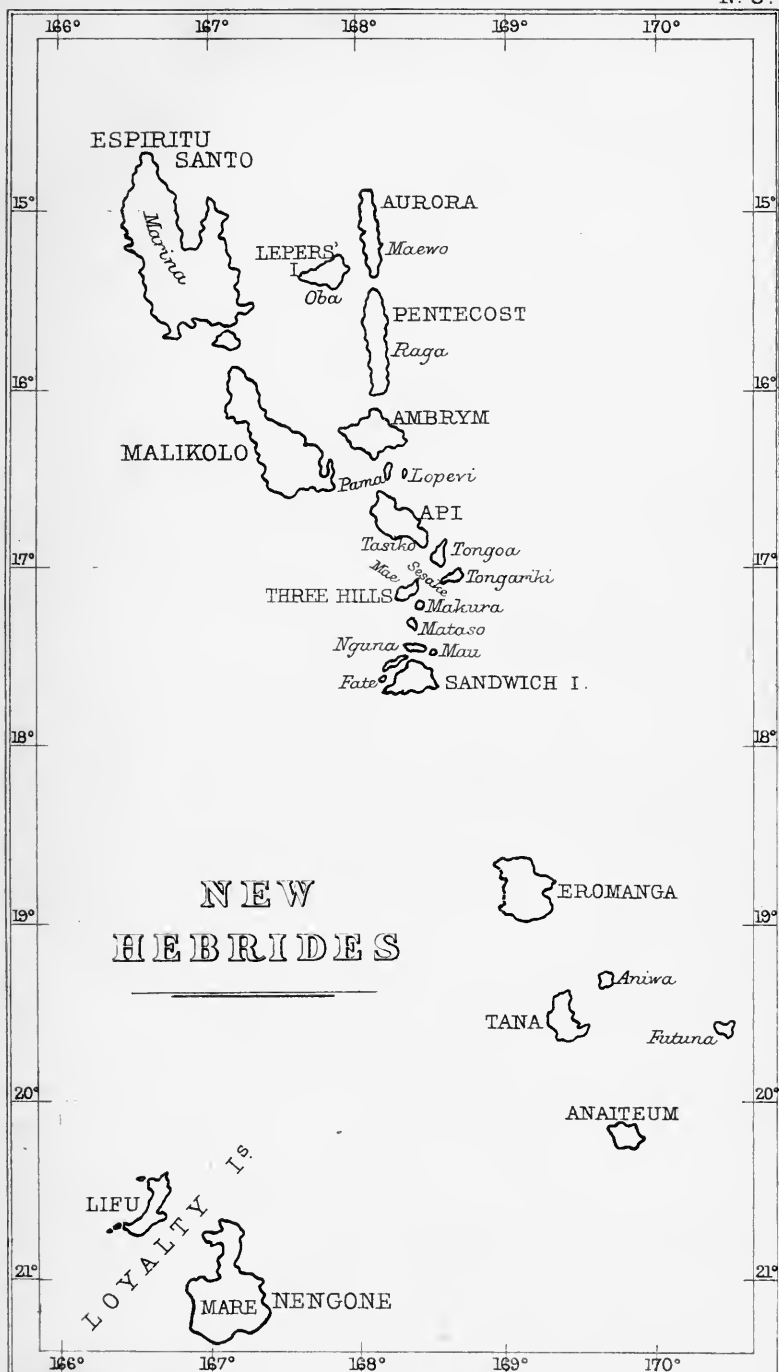 N. 3.
166° 167° 168° 169° 170°
ESPIRITU
SANTO
Marina
15° 15°
AURORA
Maewo
LEPERS'
I.
Oba
PENTECOST
Raga
16° 16°
AMBRYM
MALIKOLO
Pama Lopevi
API
Tasiko Tongoa
17° 17°
Mae Sesake Tongariki
THREE HILLS
Makura
Mataso
Nguna Mau
Fate SANDWICH I.
18° 18°
NEW
HEBRIDES
EROMANGA
19° 19°
Aniwa
TANA
Futuna
20° 20°
ANAITEUM
LIFU
LOYALTY Is.
21° 21°
MARE NENGONE
166° 167° 168° 169° 170°